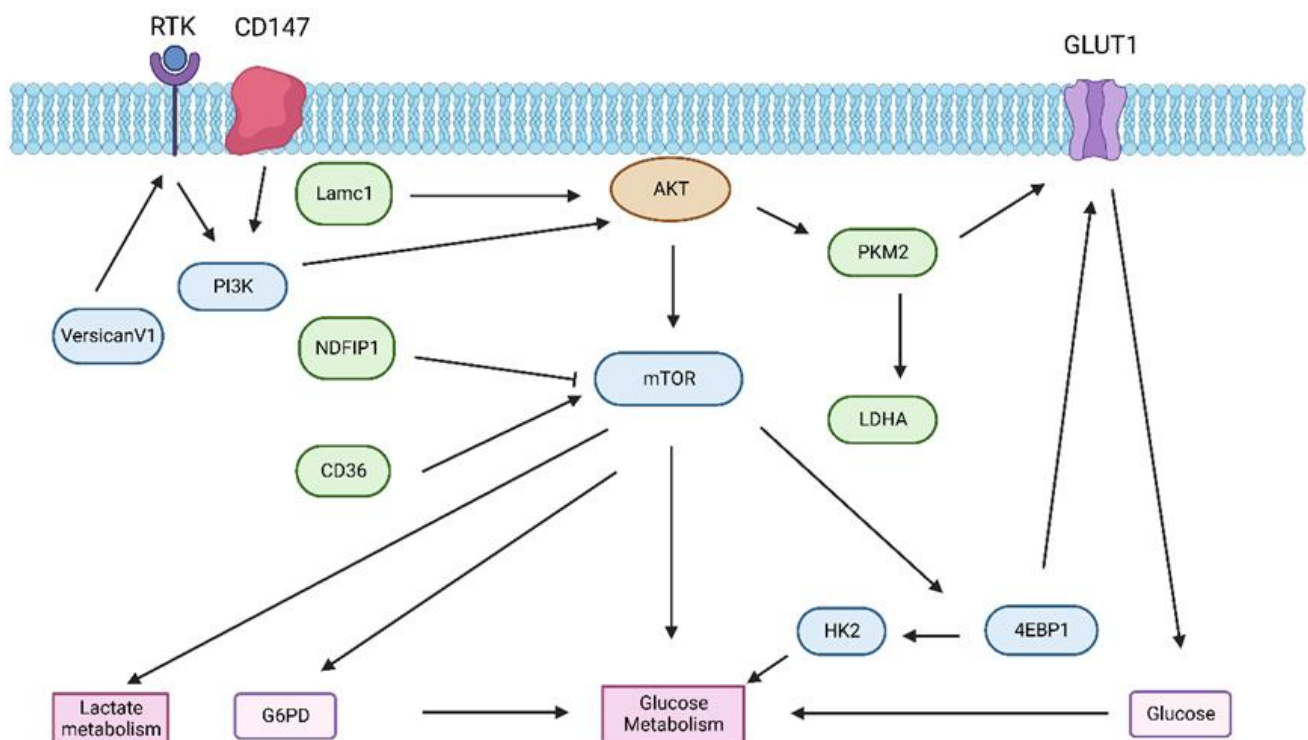 RTK
CD147
GLUT1
Lamc1
AKT
PKM2
PI3K
VersicanV1
NDFIP1
mTOR
LDHA
CD36
HK2
4EBP1
Lactate
metabolism
G6PD
Glucose
Metabolism
Glucose